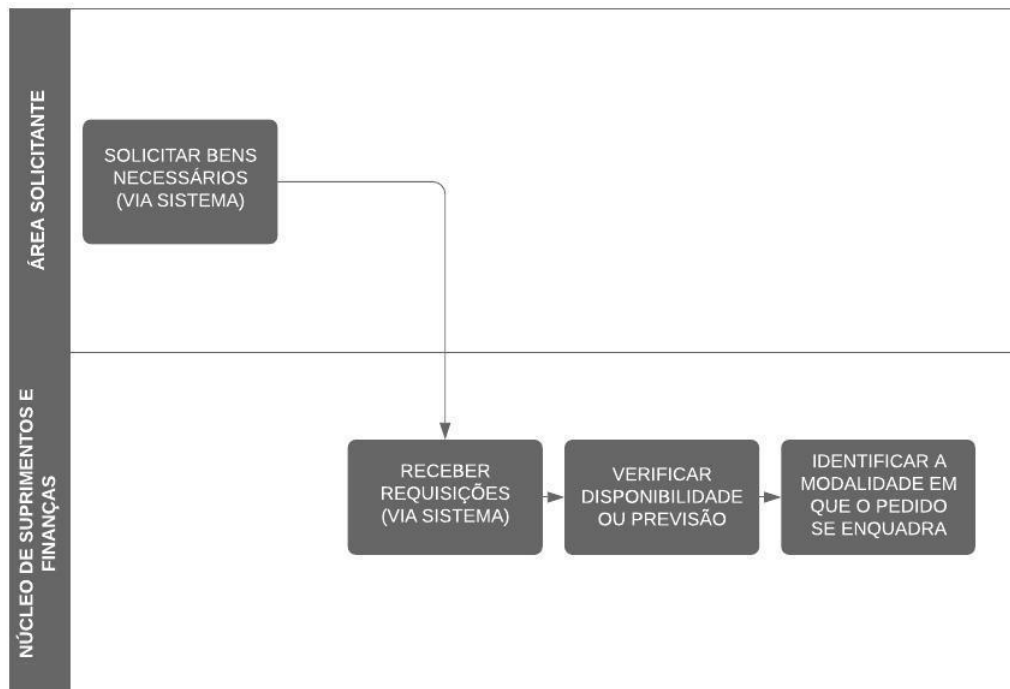 ÁREA SOLICITANTE
SOLICITAR BENS
NECESSÁRIOS
(VIA SISTEMA)
NÚCLEO DE SUPRIMENTOS E
FINANÇAS
RECEBER
REQUISIÇÕES
(VIA SISTEMA)
VERIFICAR
DISPONIBILIDADE
OU PREVISÃO
IDENTIFICAR A
MODALIDADE EM
QUE O PEDIDO
SE ENQUADRA